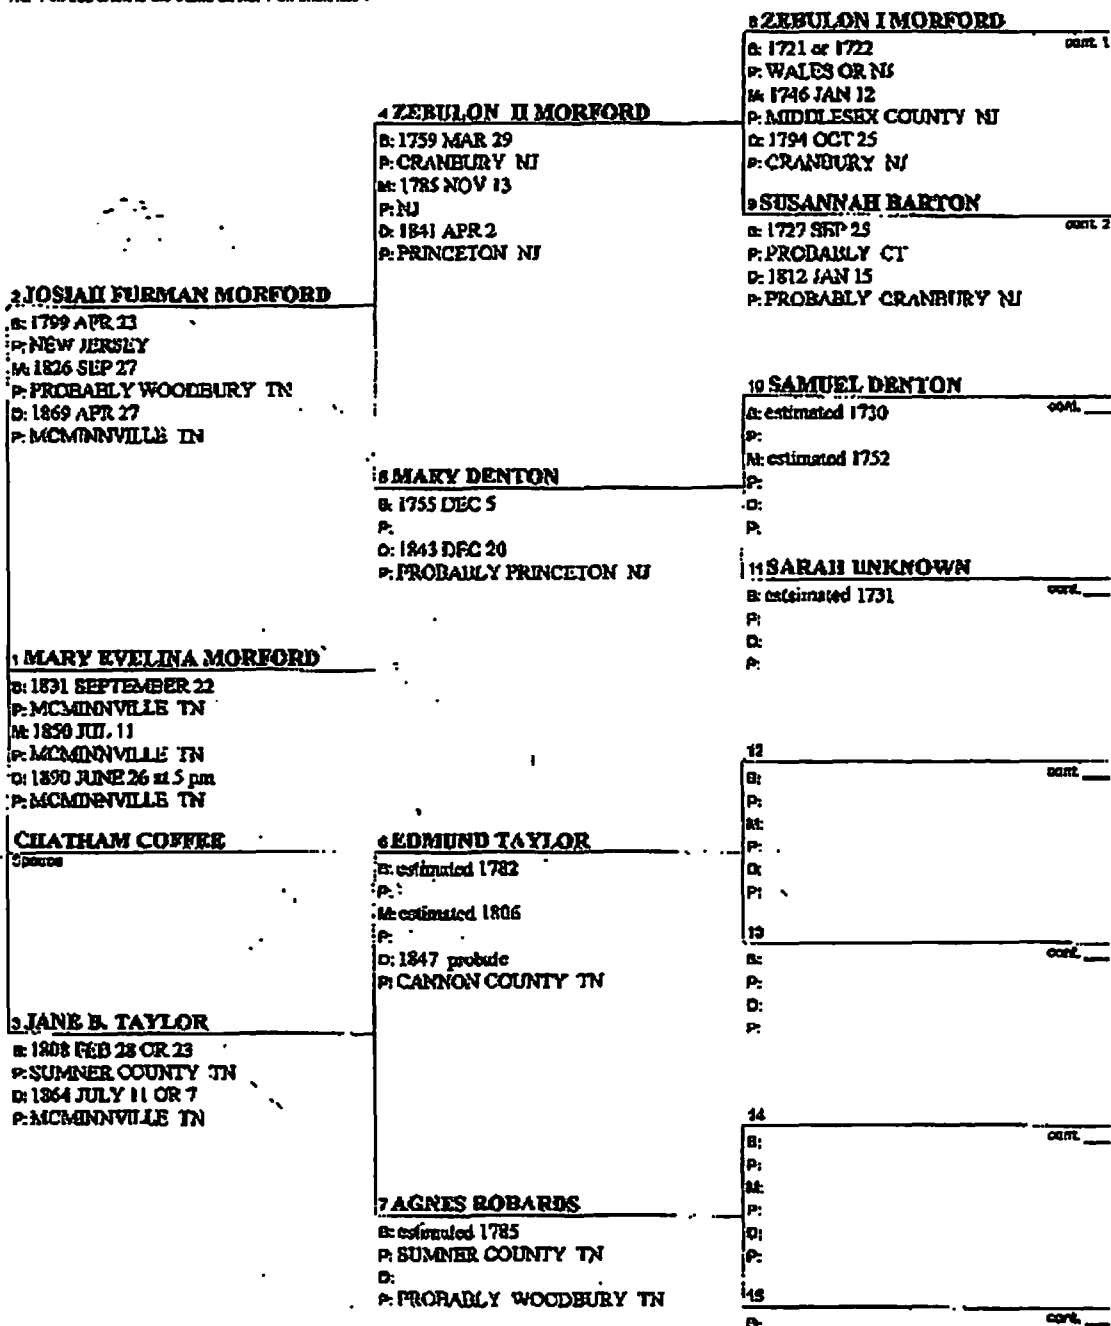 8 ZEBULON I MORFORD
cont. 1
B: 1721 or 1722
P: WALES OR NJ
M: 1746 JAN 12
P: MIDDLESEX COUNTY NJ
D: 1794 OCT 25
P: CRANBURY NJ
4 ZEBULON II MORFORD
B: 1759 MAR 29
P: CRANBURY NJ
M: 1785 NOV 13
P: NJ
D: 1841 APR 2
P: PRINCETON NJ
9 SUSANNAH BARTON
cont. 2
B: 1727 SEP 25
P: PROBABLY CT
D: 1812 JAN 15
P: PROBABLY CRANBURY NJ
2 JOSIAH FURMAN MORFORD
B: 1799 APR 23
P: NEW JERSEY
M: 1826 SEP 27
P: PROBABLY WOODBURY TN
D: 1869 APR 27
P: MCMINNVILLE TN
10 SAMUEL DENTON
cont.
B: estimated 1730
P:
M: estimated 1752
P:
D:
P:
5 MARY DENTON
B: 1755 DEC 5
P:
D: 1843 DEC 20
P: PROBABLY PRINCETON NJ
11 SARAH UNKNOWN
cont.
B: estsimated 1731
P:
D:
P:
1 MARY EVELINA MORFORD
B: 1831 SEPTEMBER 22
P: MCMINNVILLE TN
M: 1850 JUL 11
P: MCMINNVILLE TN
D: 1890 JUNE 26 at 5 pm
P: MCMINNVILLE TN
CHATHAM COFFEE
Spouse
12
cont.
B:
P:
M:
P:
D:
P:
6 EDMUND TAYLOR
B: estimated 1782
P:
M: estimated 1806
P:
D: 1847 probate
P: CANNON COUNTY TN
13
cont.
B:
P:
D:
P:
3 JANE B. TAYLOR
B: 1808 FEB 28 OR 23
P: SUMNER COUNTY TN
D: 1864 JULY 11 OR 7
P: MCMINNVILLE TN
14
cont.
B:
P:
M:
P:
D:
P:
7 AGNES ROBARDS
B: estimated 1785
P: SUMNER COUNTY TN
D:
P: PROBABLY WOODBURY TN
15
cont.
B: